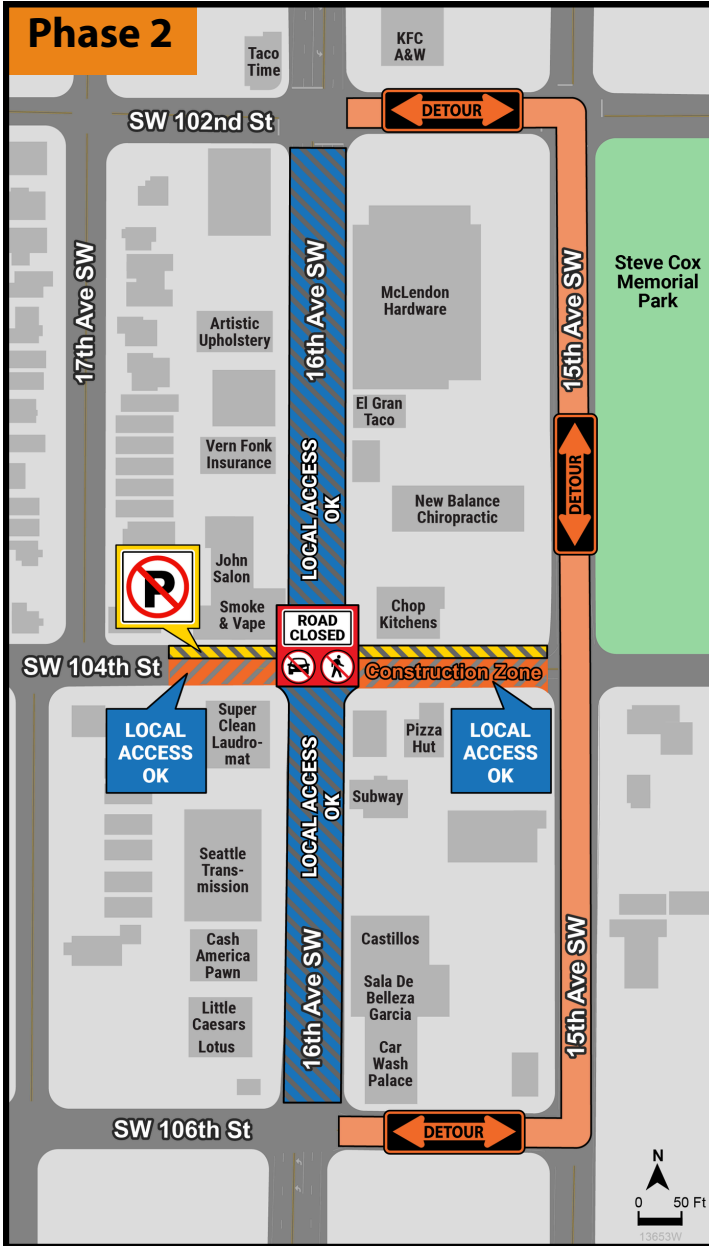 Phase 2
Taco
Time
KFC
A&W
DETOUR
SW 102nd St
17th Ave SW
16th Ave SW
15th Ave SW
Steve Cox
Memorial
Park
McLendon
Hardware
Artistic
Upholstery
El Gran
Taco
Vern Fonk
Insurance
LOCAL ACCESS
OK
DETOUR
New Balance
Chiropractic
John
Salon
P
Smoke
& Vape
ROAD
CLOSED
Chop
Kitchens
SW 104th St
Construction Zone
LOCAL
ACCESS
OK
Super
Clean
Laudro-
mat
LOCAL ACCESS
OK
Pizza
Hut
LOCAL
ACCESS
OK
Subway
Seattle
Trans-
mission
Cash
America
Pawn
Castillos
16th Ave SW
15th Ave SW
Sala De
Belleza
Garcia
Little
Caesars
Lotus
Car
Wash
Palace
SW 106th St
DETOUR
N
0 50 Ft
13653W